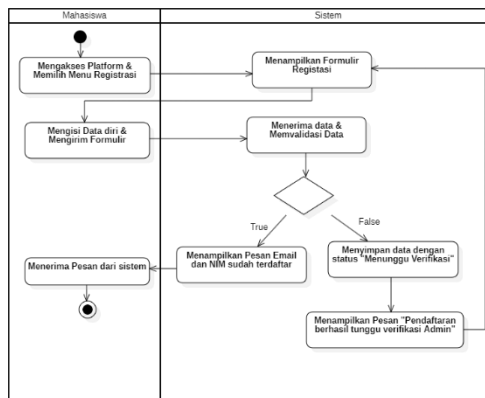 Mahasiswa
Sistem
Mengakses Platform &
Memilih Menu Registrasi
Menampilkan Formulir
Registasi
Mengisi Data diri &
Mengirim Formulir
Menerima data &
Memvalidasi Data
True
False
Menerima Pesan dari sistem
Menampilkan Pesan Email
dan NIM sudah terdaftar
Menyimpan data dengan
status "Menunggu Verifikasi"
Menampilkan Pesan "Pendaftaran
berhasil tunggu verifikasi Admin"